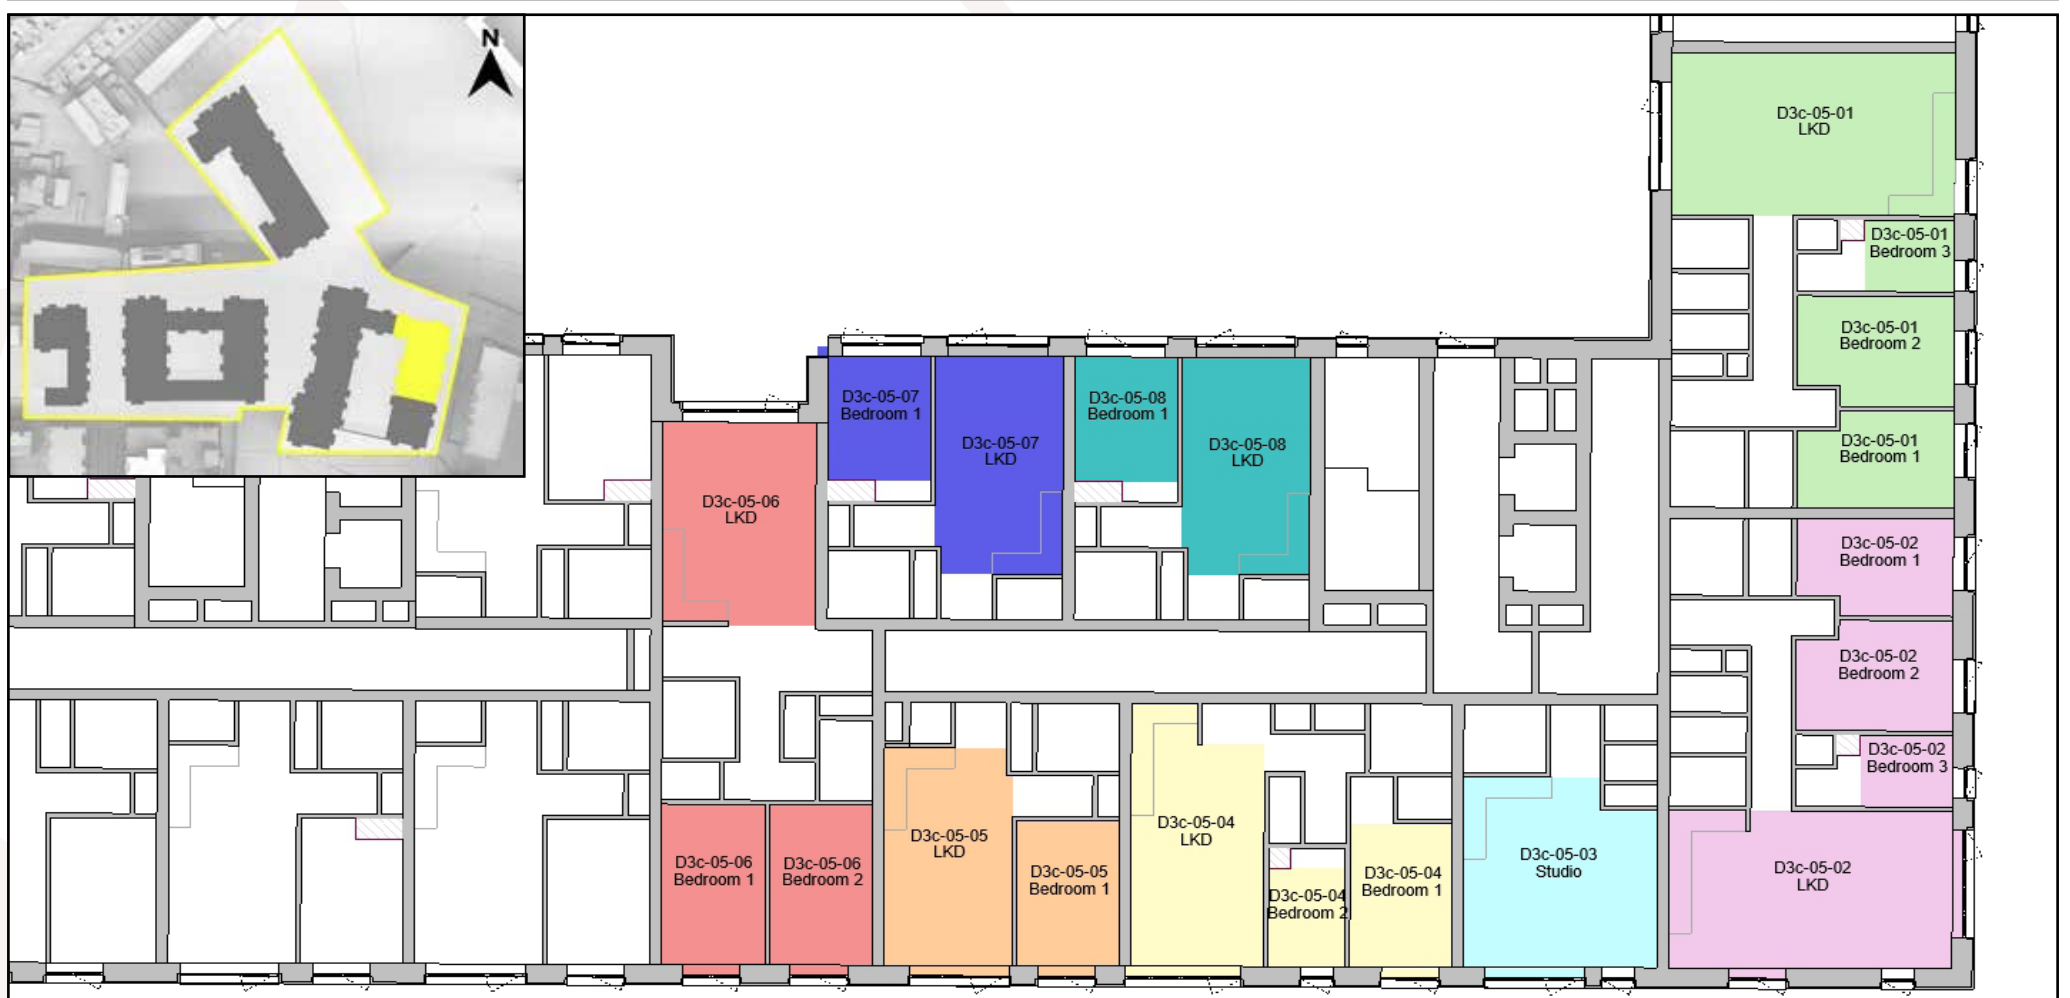 N
D3c-05-01
LKD
D3c-05-01
Bedroom 3
D3c-05-01
Bedroom 2
D3c-05-01
Bedroom 1
D3c-05-07
Bedroom 1
D3c-05-07
LKD
D3c-05-08
Bedroom 1
D3c-05-08
LKD
D3c-05-06
LKD
D3c-05-02
Bedroom 1
D3c-05-02
Bedroom 2
D3c-05-02
Bedroom 3
D3c-05-02
LKD
D3c-05-06
Bedroom 1
D3c-05-06
Bedroom 2
D3c-05-05
LKD
D3c-05-05
Bedroom 1
D3c-05-04
LKD
D3c-05-04
Bedroom 2
D3c-05-04
Bedroom 1
D3c-05-03
Studio